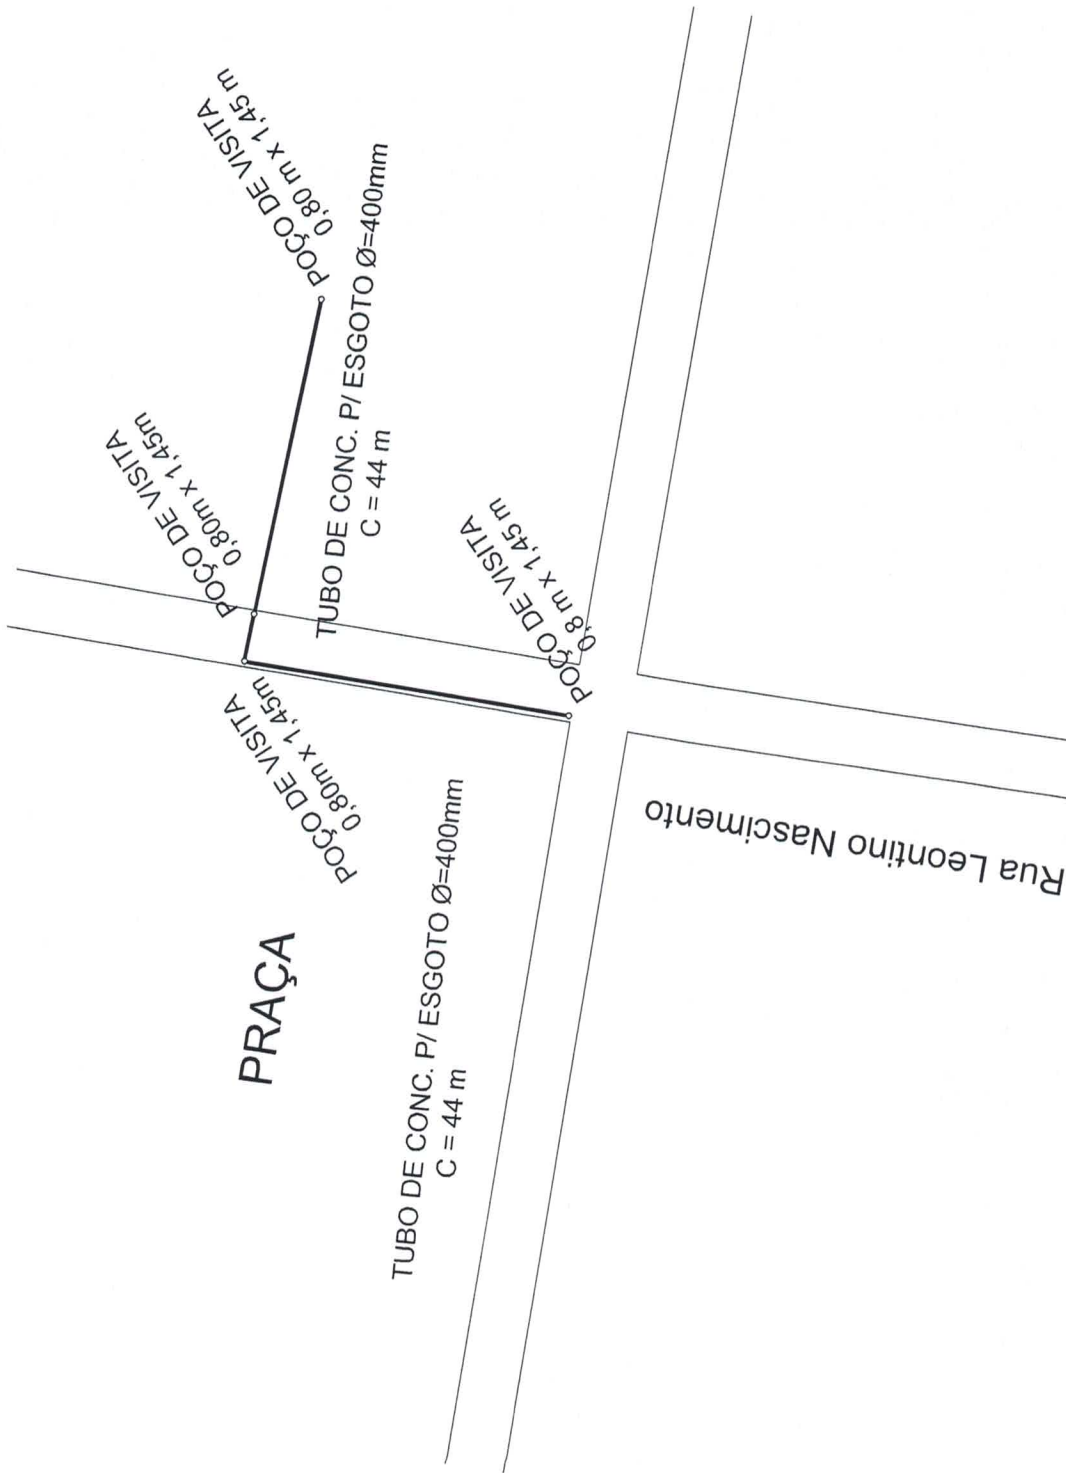 POÇO DE VISITA
0,80 m x 1,45 m
TUBO DE CONC. P/ ESGOTO Ø=400mm
C = 44 m
POÇO DE VISITA
0,80m x 1,45m
POÇO DE VISITA
0,8 m x 1,45 m
POÇO DE VISITA
0,80m x 1,45m
PRAÇA
TUBO DE CONC. P/ ESGOTO Ø=400mm
C = 44 m
Rua Leontino Nascimento